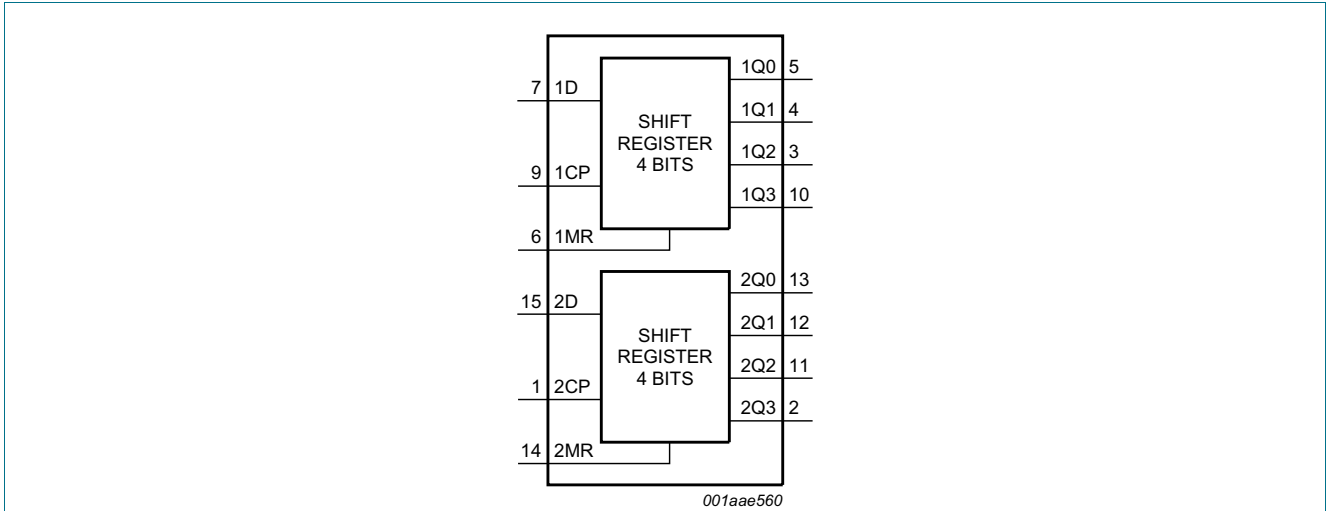 7 1D
9 1CP
6 1MR
SHIFT
REGISTER
4 BITS
1Q0 5
1Q1 4
1Q2 3
1Q3 10
15 2D
1 2CP
14 2MR
SHIFT
REGISTER
4 BITS
2Q0 13
2Q1 12
2Q2 11
2Q3 2
001aae560